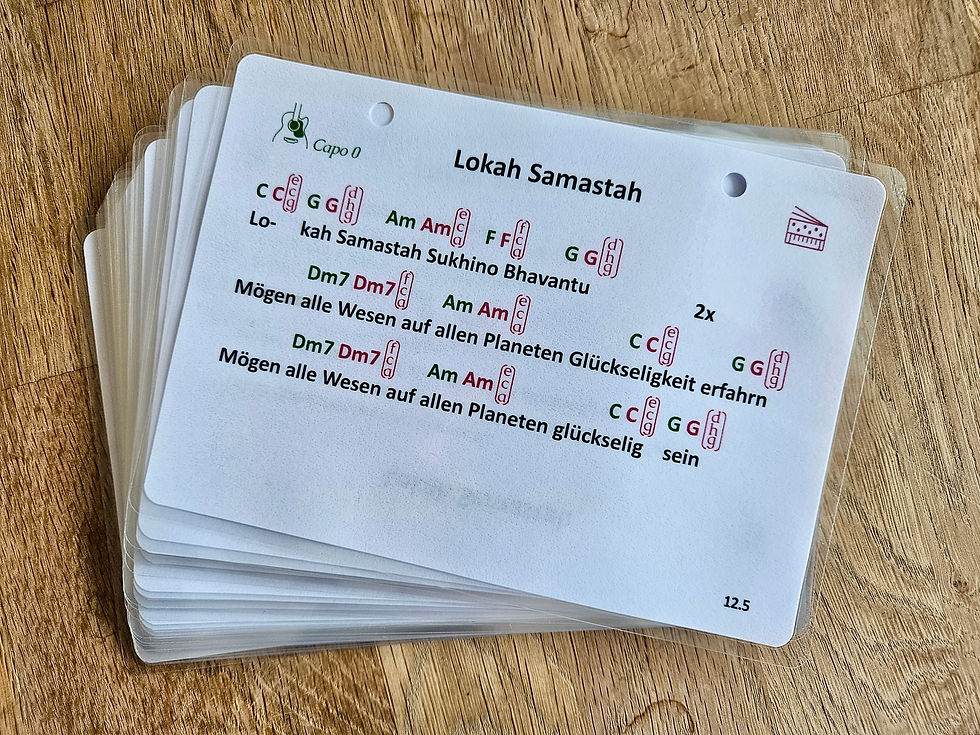 Capo 0
Lokah Samastah
C C e c g G G d h g Am Am e c a F F f c a G G d h g
Lo- kah Samastah Sukhino Bhavantu
2x
Dm7 Dm7 f c a Am Am e c a C C e c g G G d h g
Mögen alle Wesen auf allen Planeten Glückseligkeit erfahrn
Dm7 Dm7 f c a Am Am e c a C C e c g G G d h g
Mögen alle Wesen auf allen Planeten glückselig sein
12.5